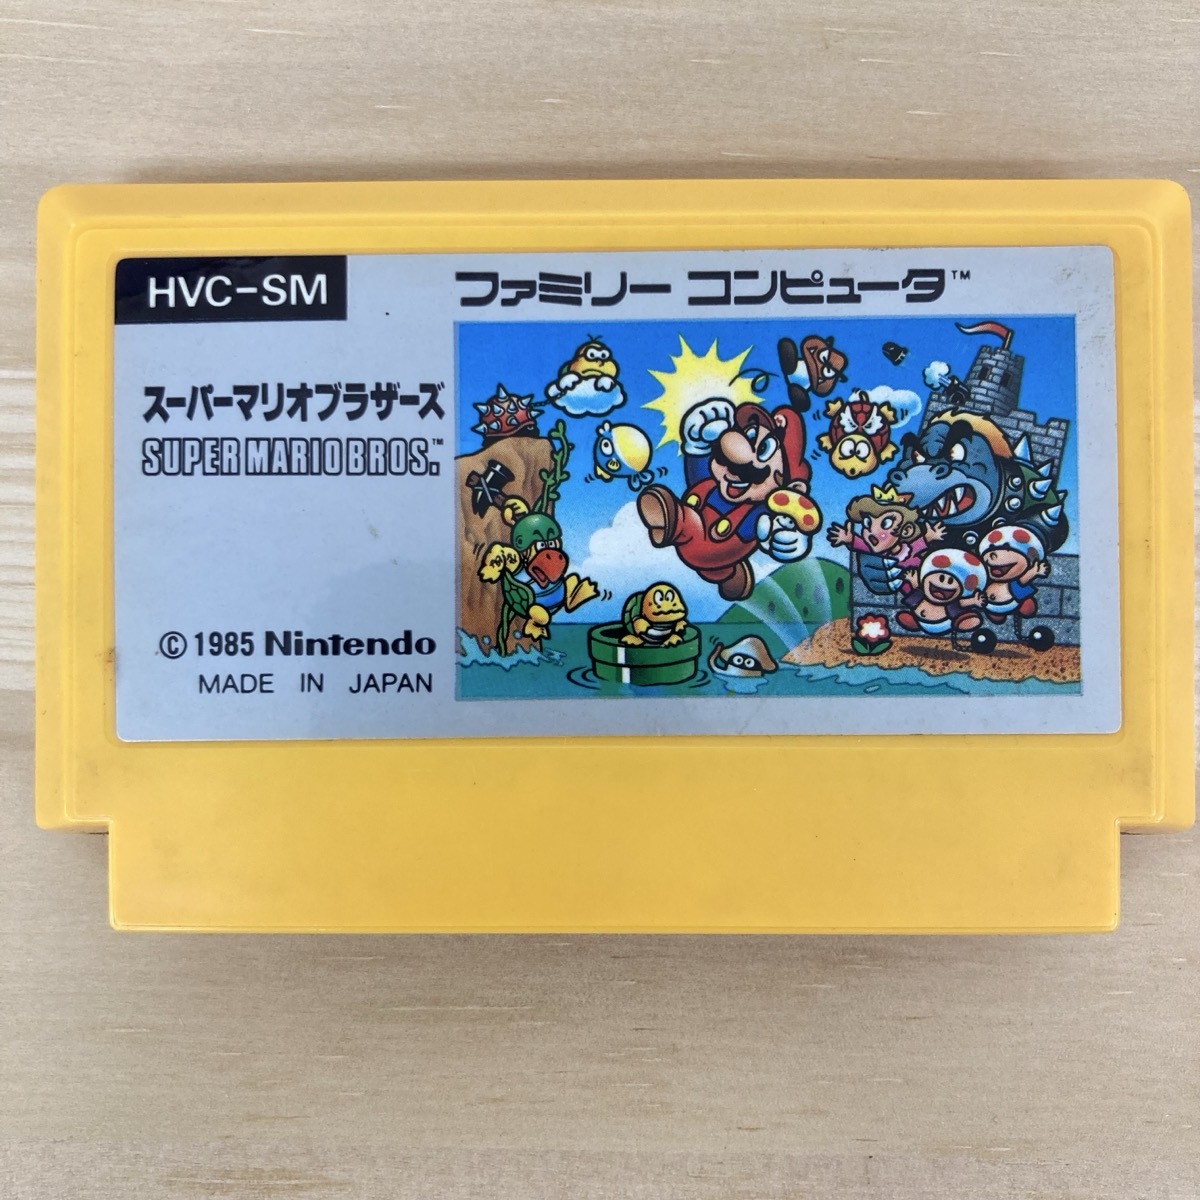 HVC-SM
ファミリー コンピュータ™
スーパーマリオブラザーズ
SUPER MARIO BROS.™
© 1985 Nintendo
MADE IN JAPAN